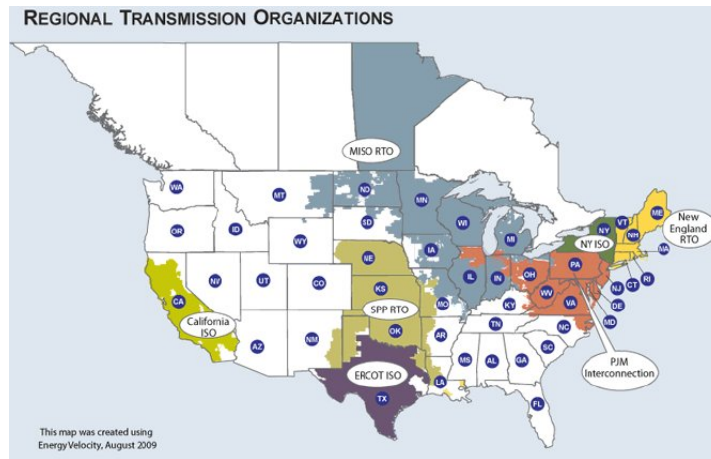 REGIONAL TRANSMISSION ORGANIZATIONS
MISO RTO
WA
MT
ND
MN
ME
VT
New England
RTO
OR
ID
SD
WI
MI
NY
NH
MA
NY ISO
WY
IA
NE
PA
RI
NV
UT
CO
IL
IN
OH
NJ
CT
CA
KS
MO
WV
VA
DE
MD
KY
California
ISO
SPP RTO
OK
TN
NC
AZ
NM
AR
SC
PJM
Interconnection
MS
AL
GA
ERCOT ISO
LA
TX
FL
This map was created using
Energy Velocity, August 2009